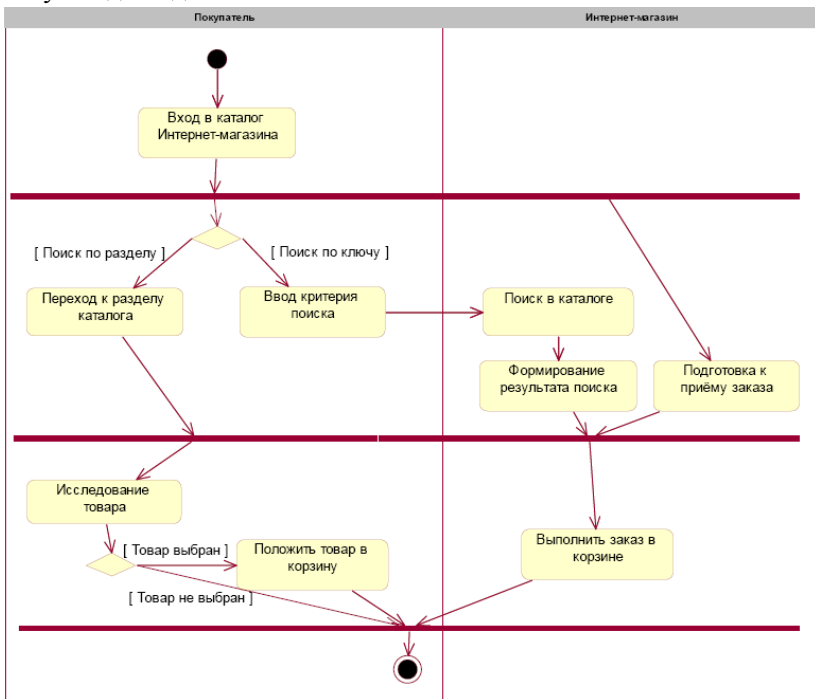 Покупатель
Интернет-магазин
Вход в каталог
Интернет-магазина
[ Поиск по разделу ]
[ Поиск по ключу ]
Переход к разделу
каталога
Ввод критерия
поиска
Поиск в каталоге
Формирование
результата поиска
Подготовка к
приёму заказа
Исследование
товара
[ Товар выбран ]
Положить товар в
корзину
[ Товар не выбран ]
Выполнить заказ в
корзине